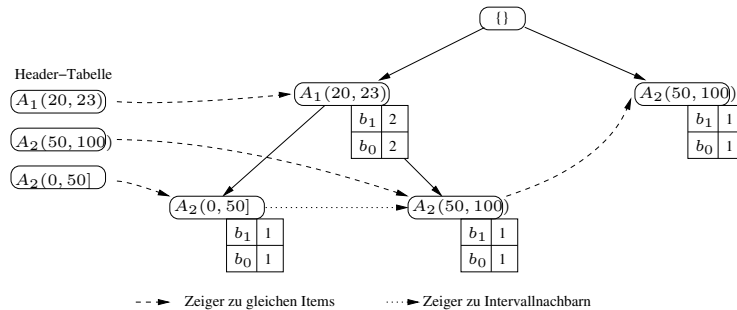 {}
Header–Tabelle
A1(20, 23)
A2(50, 100)
A2(0, 50]
A1(20, 23)
b1 2
b0 2
A2(50, 100)
b1 1
b0 1
A2(0, 50]
b1 1
b0 1
A2(50, 100)
b1 1
b0 1
Zeiger zu gleichen Items
Zeiger zu Intervallnachbarn